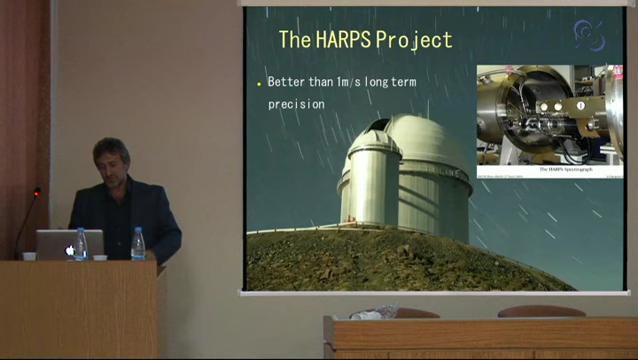 The HARPS Project
Better than 1m/s long term
precision
The HARPS Spectrograph